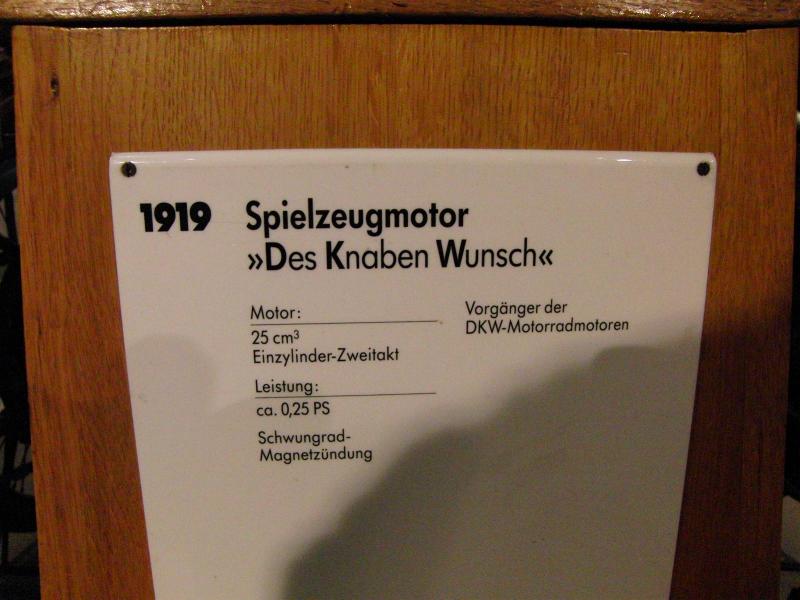 1919 Spielzeugmotor
»Des Knaben Wunsch«
Motor:
25 cm³
Einzylinder-Zweitakt
Leistung:
ca. 0,25 PS
Schwungrad-
Magnetzündung
Vorgänger der
DKW-Motorradmotoren